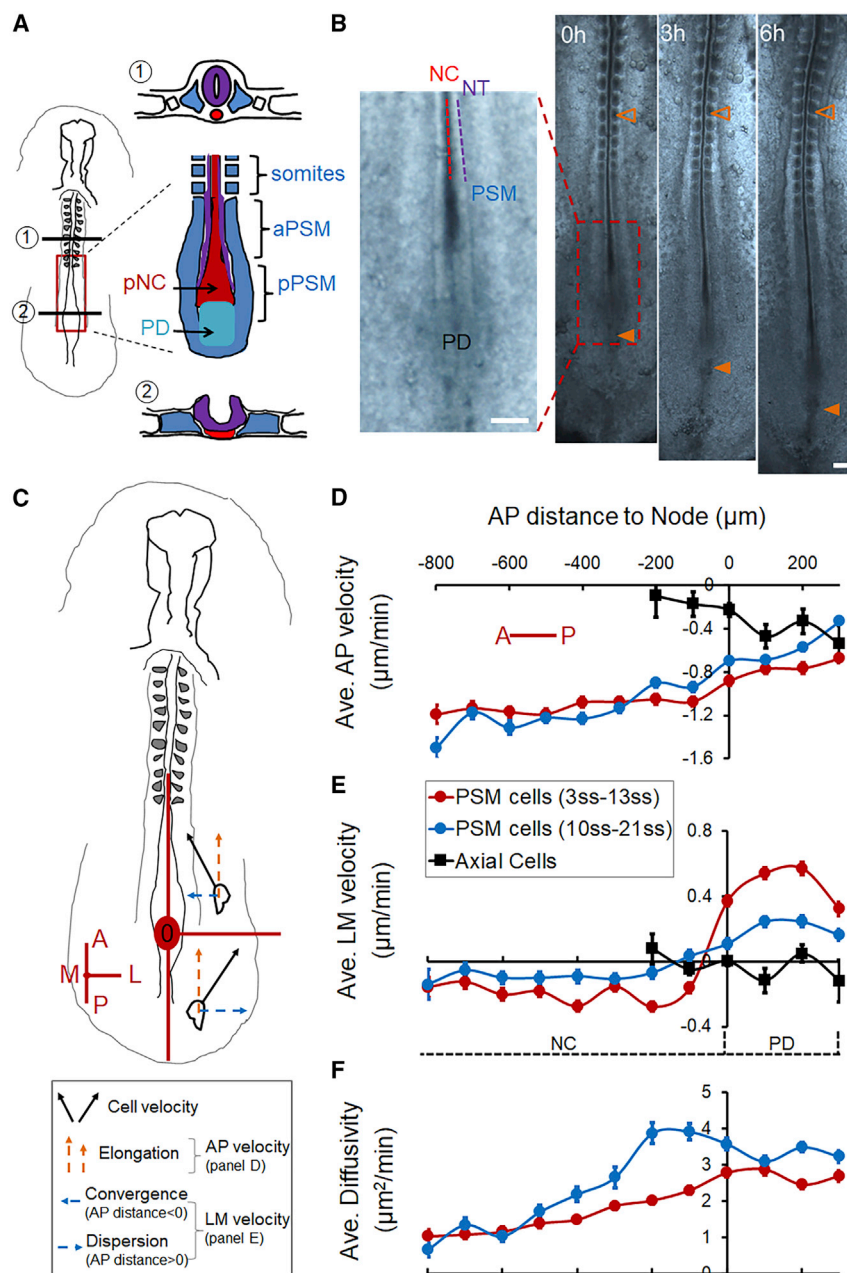 A
1
1
2
somites
aPSM
pNC
pPSM
PD
2
B
NC
NT
PSM
PD
0h
3h
6h
C
0
A
M
L
P
Cell velocity
Elongation
AP velocity
(panel D)
Convergence
(AP distance<0)
LM velocity
(panel E)
Dispersion
(AP distance>0)
D
AP distance to Node (µm)
-800 -600 -400 -200 0 200
0
-0.4
-0.8
-1.2
-1.6
Ave. AP velocity
(µm/min)
A P
E
PSM cells (3ss-13ss)
PSM cells (10ss-21ss)
Axial Cells
0.8
0.4
0
-0.4
Ave. LM velocity
(µm/min)
NC
PD
F
5
4
3
2
1
0
Ave. Diffusivity
(µm²/min)